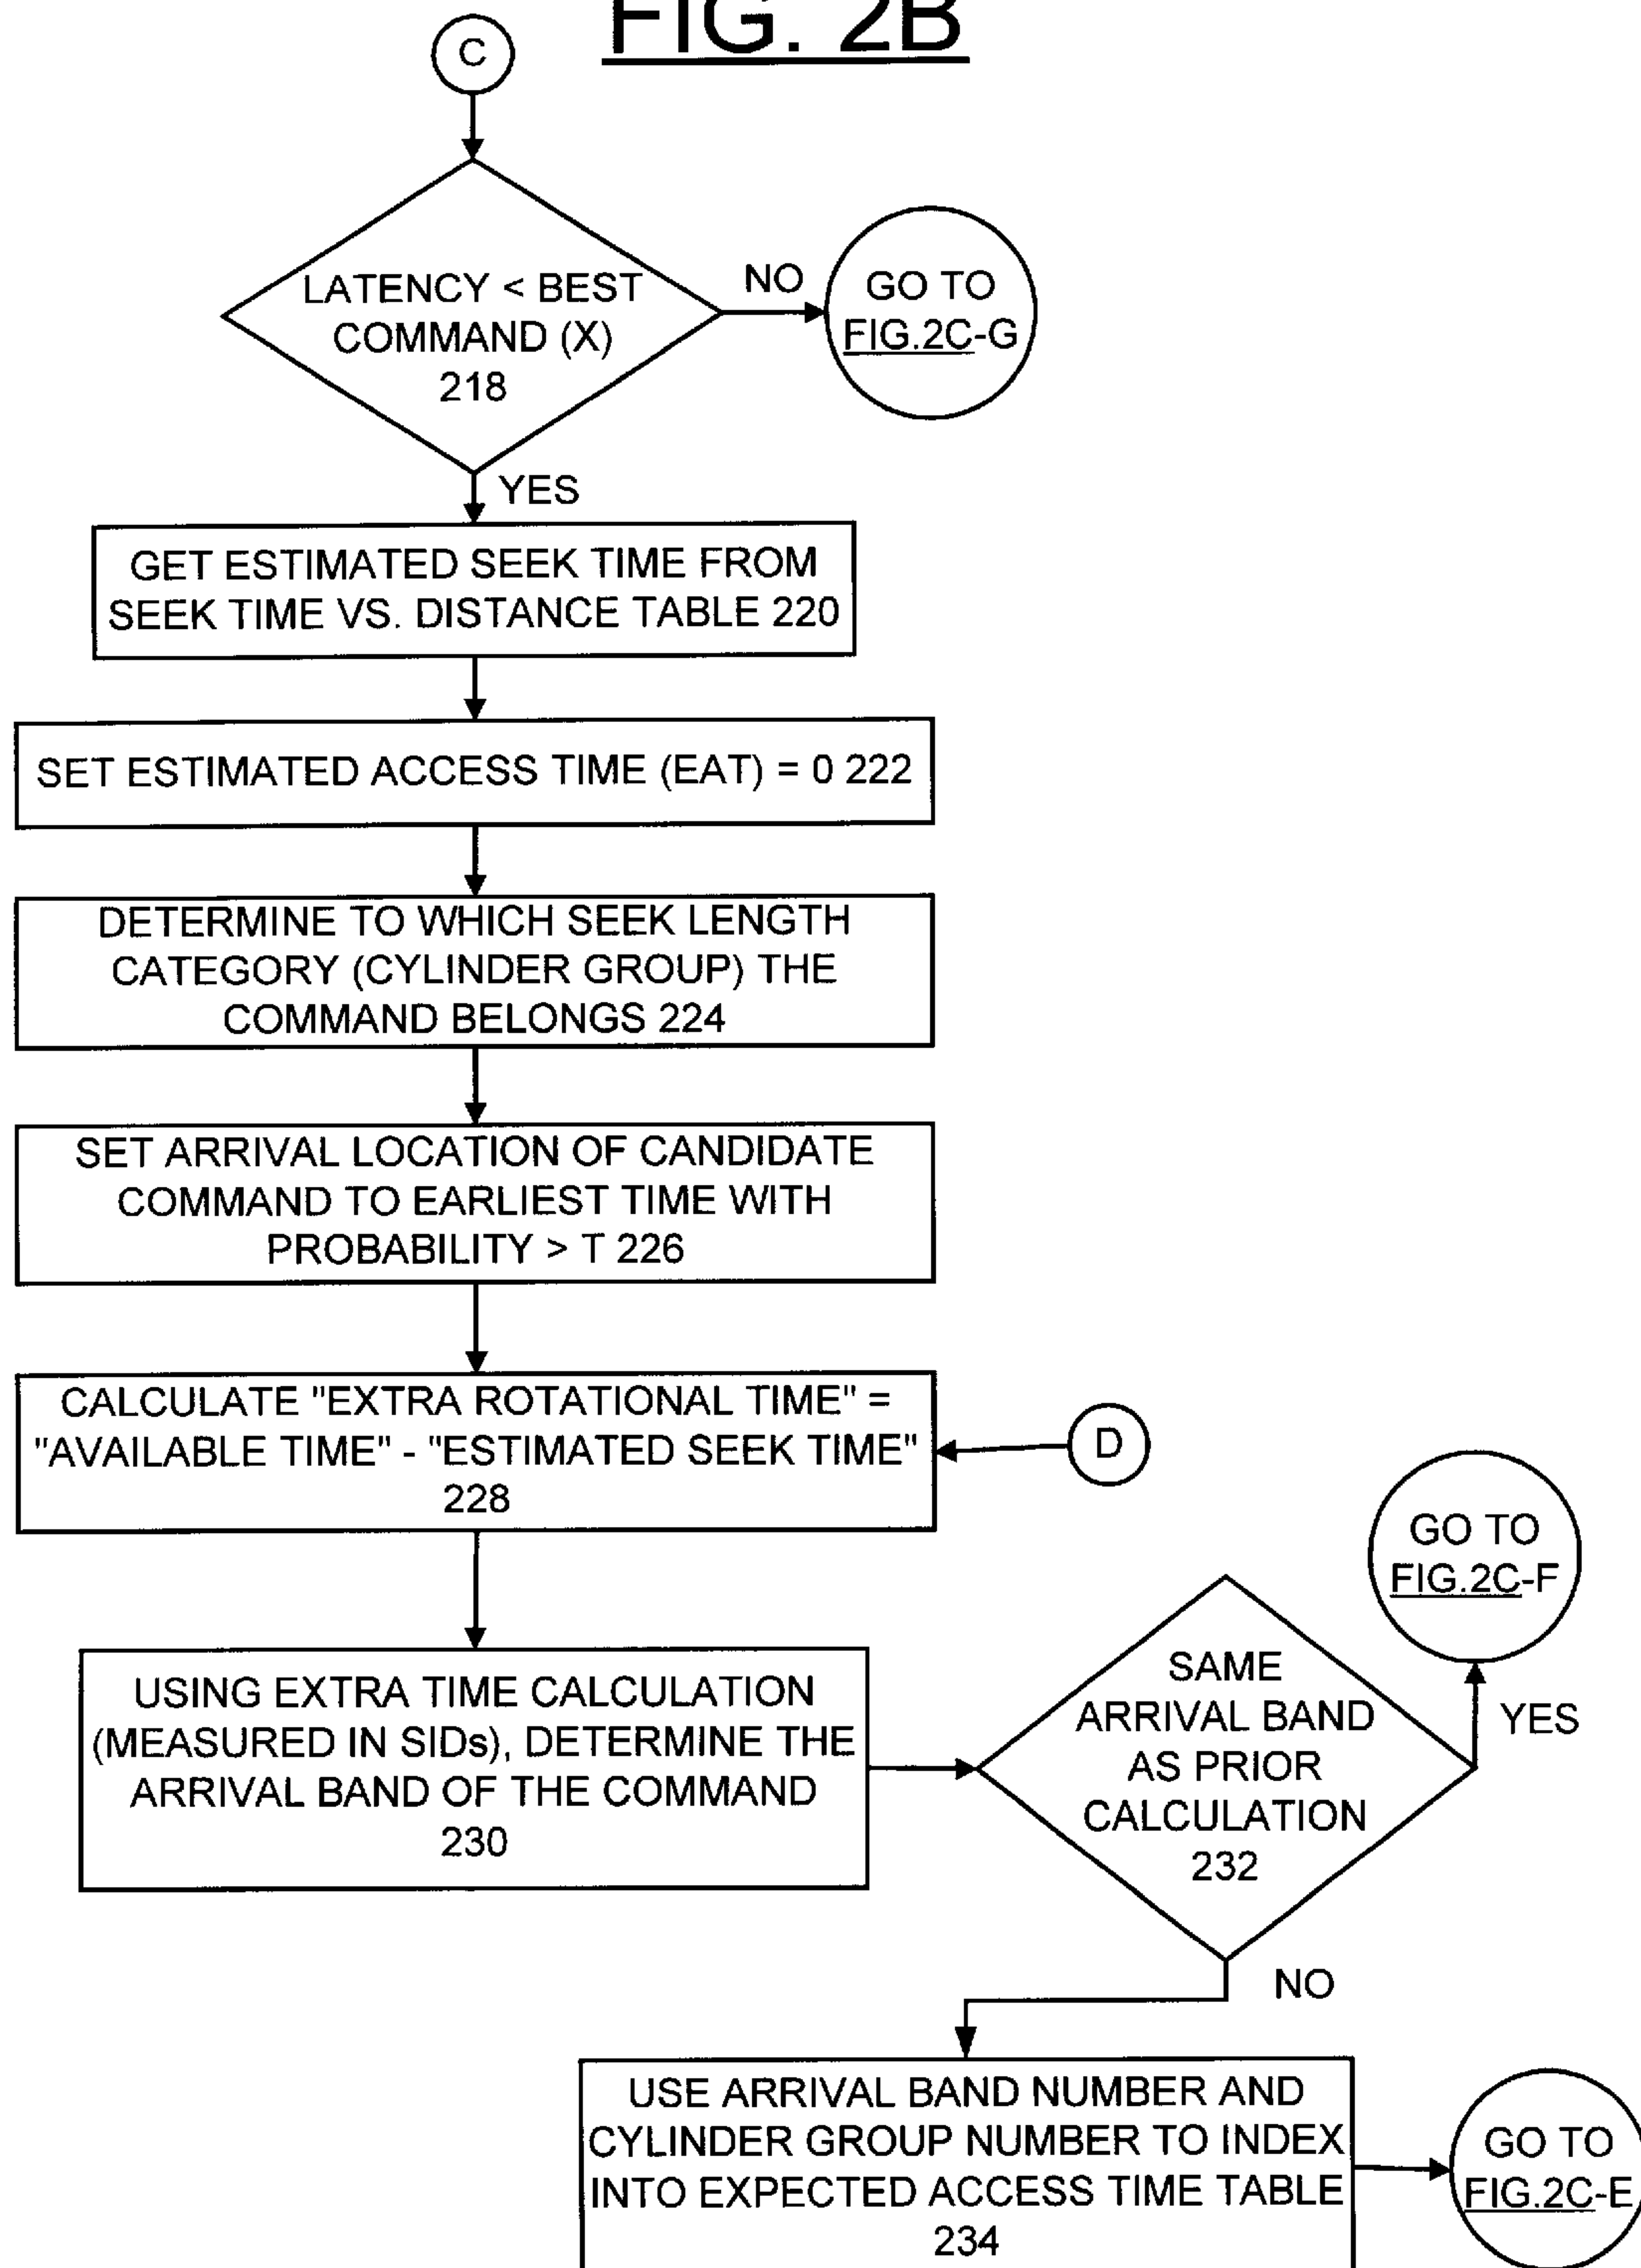 FIG. 2B
C
LATENCY < BEST
COMMAND (X)
218
NO
GO TO
FIG.2C-G
YES
GET ESTIMATED SEEK TIME FROM
SEEK TIME VS. DISTANCE TABLE 220
SET ESTIMATED ACCESS TIME (EAT) = 0 222
DETERMINE TO WHICH SEEK LENGTH
CATEGORY (CYLINDER GROUP) THE
COMMAND BELONGS 224
SET ARRIVAL LOCATION OF CANDIDATE
COMMAND TO EARLIEST TIME WITH
PROBABILITY > T 226
CALCULATE "EXTRA ROTATIONAL TIME" =
"AVAILABLE TIME" - "ESTIMATED SEEK TIME"
228
D
USING EXTRA TIME CALCULATION
(MEASURED IN SIDs), DETERMINE THE
ARRIVAL BAND OF THE COMMAND
230
SAME
ARRIVAL BAND
AS PRIOR
CALCULATION
232
GO TO
FIG.2C-F
YES
NO
USE ARRIVAL BAND NUMBER AND
CYLINDER GROUP NUMBER TO INDEX
INTO EXPECTED ACCESS TIME TABLE
234
GO TO
FIG.2C-E